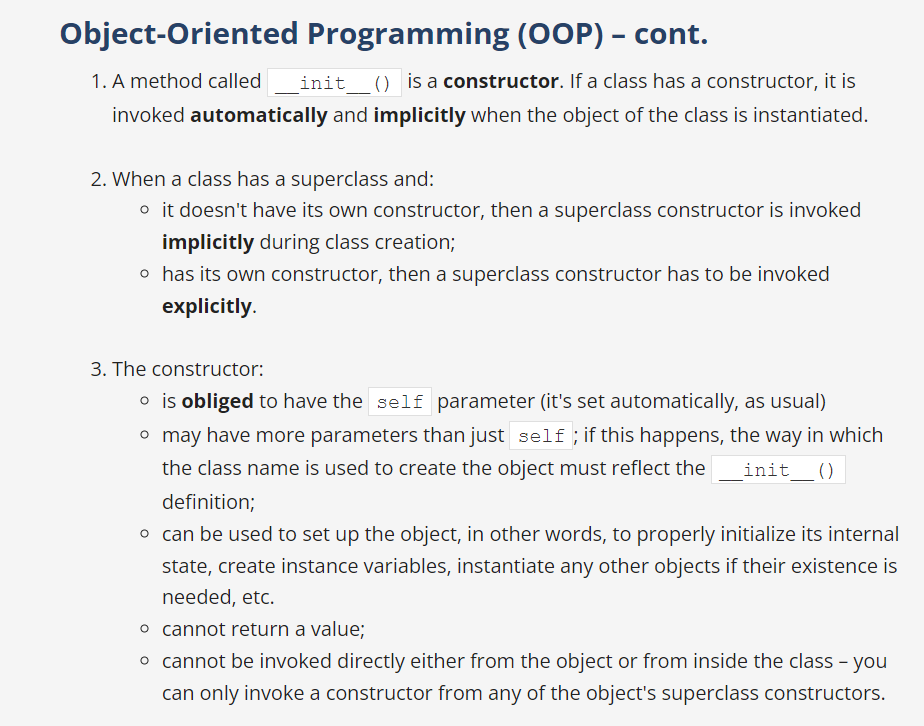 Object-Oriented Programming (OOP) – cont.
1. A method called __init__() is a constructor. If a class has a constructor, it is
invoked automatically and implicitly when the object of the class is instantiated.
2. When a class has a superclass and:
○ it doesn't have its own constructor, then a superclass constructor is invoked
implicitly during class creation;
○ has its own constructor, then a superclass constructor has to be invoked
explicitly.
3. The constructor:
○ is obliged to have the self parameter (it's set automatically, as usual)
○ may have more parameters than just self; if this happens, the way in which
the class name is used to create the object must reflect the __init__()
definition;
○ can be used to set up the object, in other words, to properly initialize its internal
state, create instance variables, instantiate any other objects if their existence is
needed, etc.
○ cannot return a value;
○ cannot be invoked directly either from the object or from inside the class – you
can only invoke a constructor from any of the object's superclass constructors.